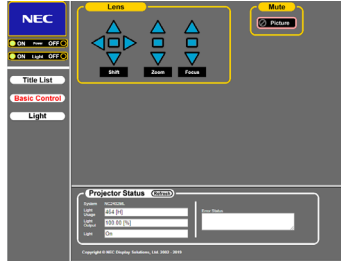 NEC
ON Power OFF
ON Light OFF
Title List
Basic Control
Light
Lens
Shift
Zoom
Focus
Mute
Picture
Projector Status
Refresh
System
Light Usage
464 [H]
Light Output
100.00 [%]
Light
On
Error Status
Copyright © NEC Display Solutions, Ltd. 2002 - 2018